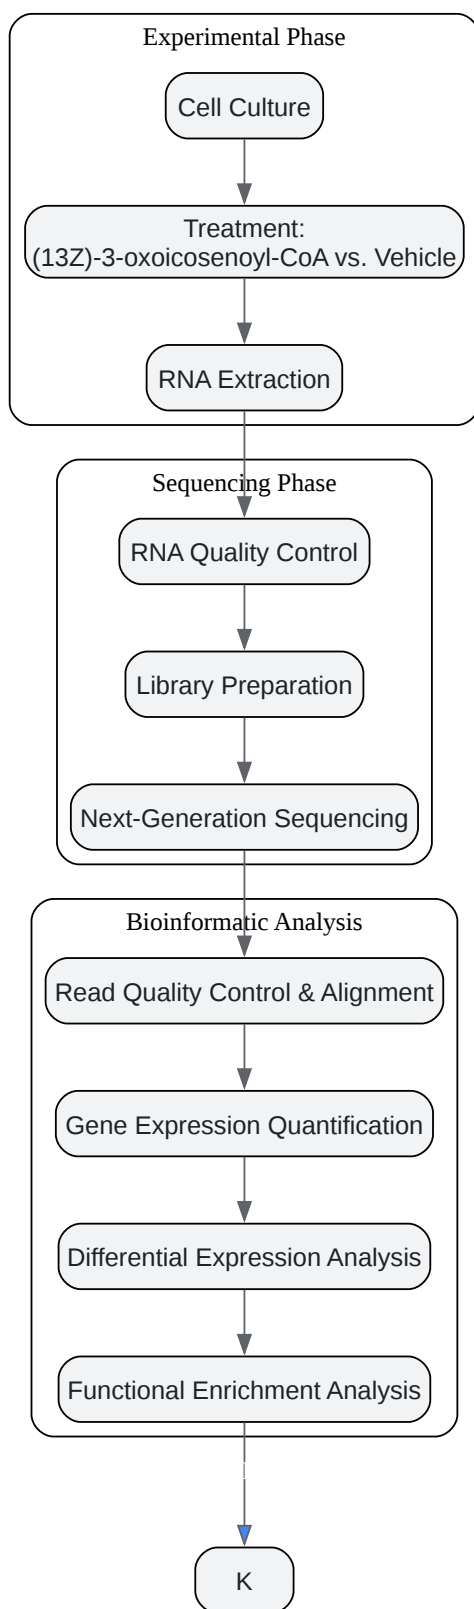 Experimental Phase
Cell Culture
Treatment:
(13Z)-3-oxoicosenoyl-CoA vs. Vehicle
RNA Extraction
Sequencing Phase
RNA Quality Control
Library Preparation
Next-Generation Sequencing
Bioinformatic Analysis
Read Quality Control & Alignment
Gene Expression Quantification
Differential Expression Analysis
Functional Enrichment Analysis
K